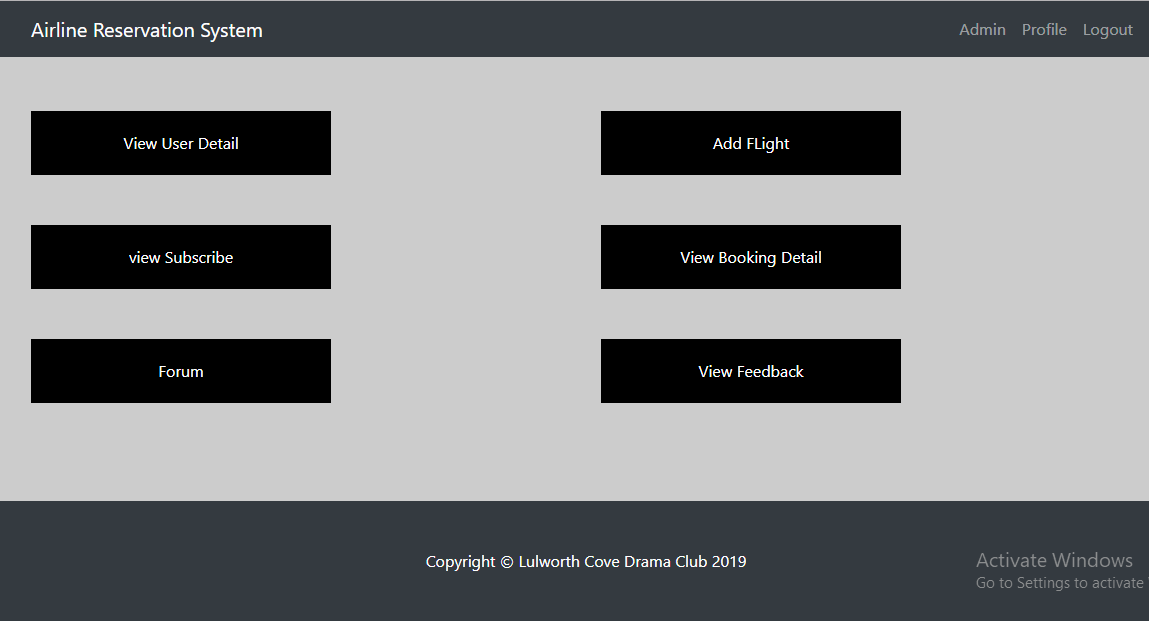 Airline Reservation System
Admin Profile Logout
View User Detail
Add FLight
view Subscribe
View Booking Detail
Forum
View Feedback
Copyright © Lulworth Cove Drama Club 2019
Activate Windows
Go to Settings to activate